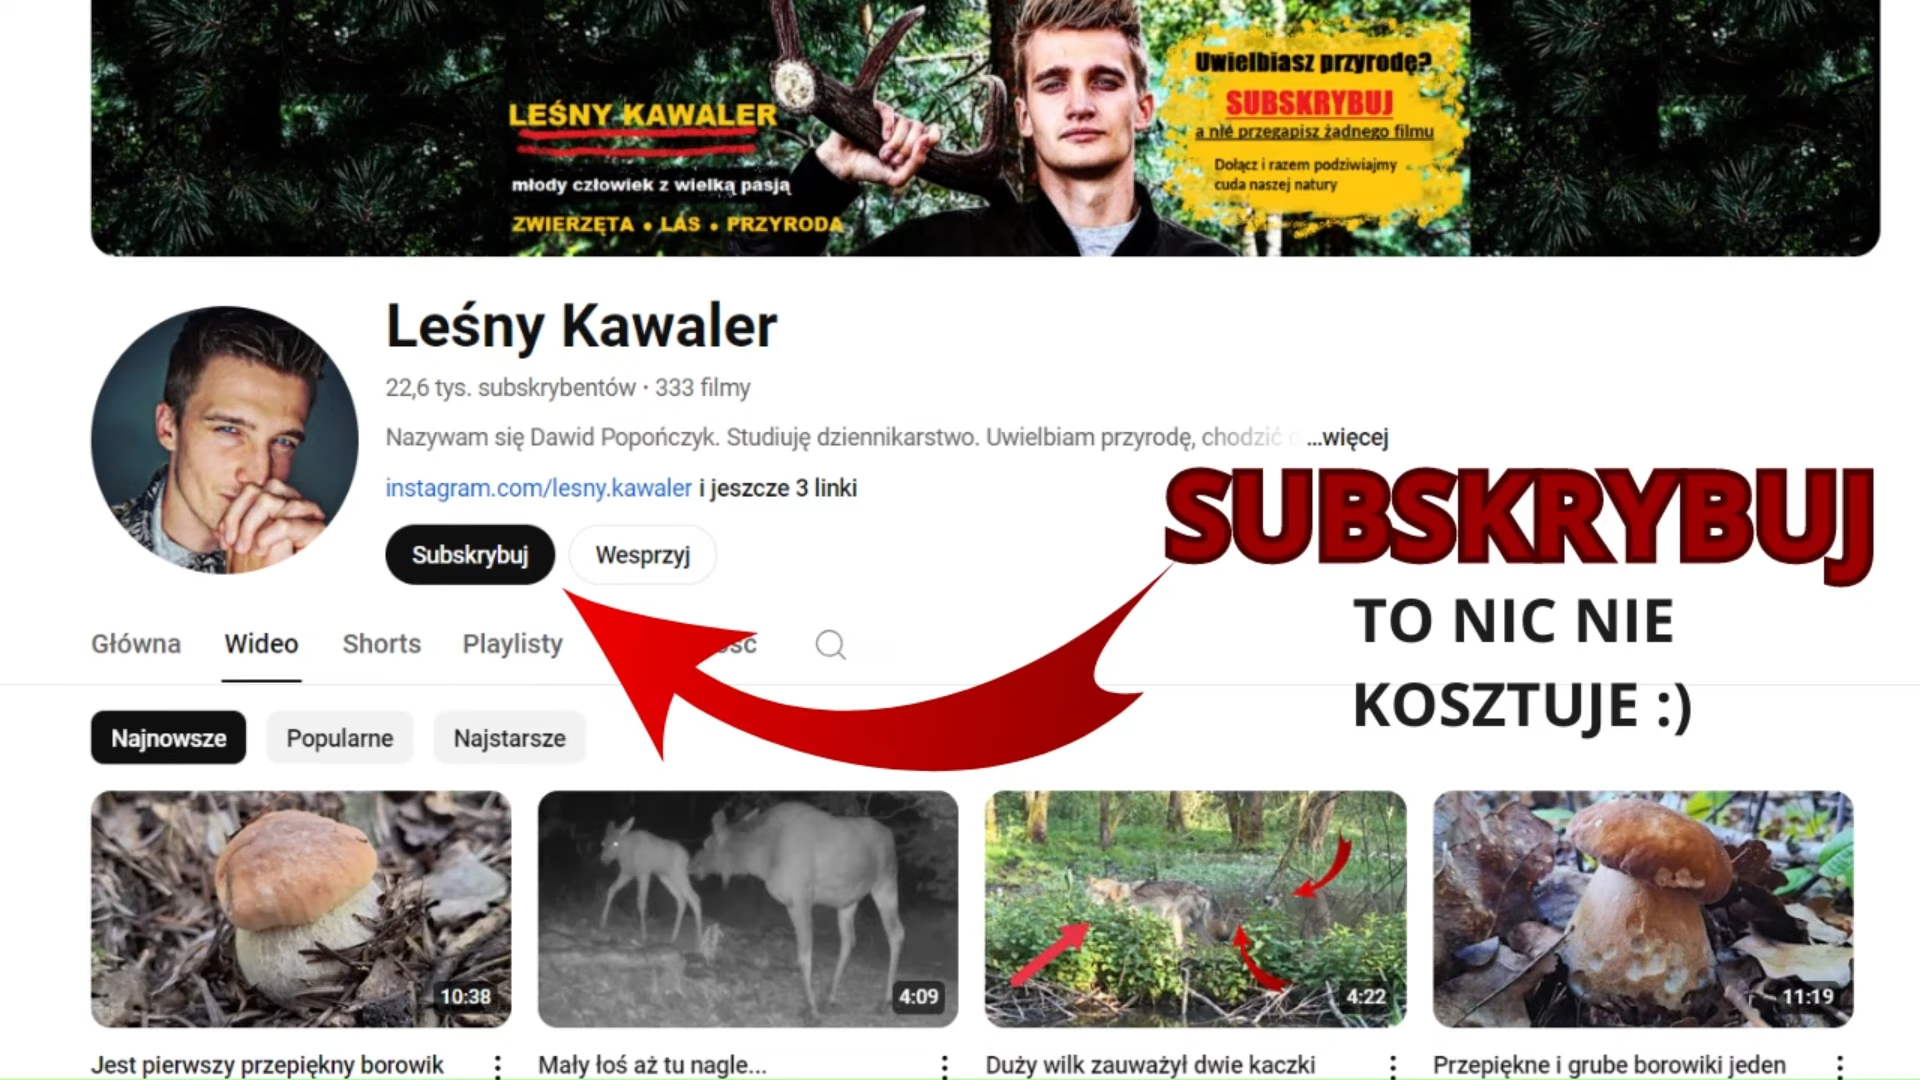 LEŚNY KAWALER
młody człowiek z wielką pasją
ZWIERZĘTA • LAS • PRZYRODA
Uwielbiasz przyrodę?
SUBSKRYBUJ
a nie przegapisz żadnego filmu
Dołącz i razem podziwiajmy
cuda naszej natury
Leśny Kawaler
22,6 tys. subskrybentów · 333 filmy
Nazywam się Dawid Popończyk. Studiuję dziennikarstwo. Uwielbiam przyrodę, chodzić ...więcej
instagram.com/lesny.kawaler i jeszcze 3 linki
Subskrybuj Wesprzyj
SUBSKRYBUJ
TO NIC NIE
KOSZTUJE :)
Główna Wideo Shorts Playlisty
Najnowsze Popularne Najstarsze
10:38 4:09 4:22 11:19
Jest pierwszy przepiękny borowik Mały łoś aż tu nagle... Duży wilk zauważył dwie kaczki Przepiękne i grube borowiki jeden